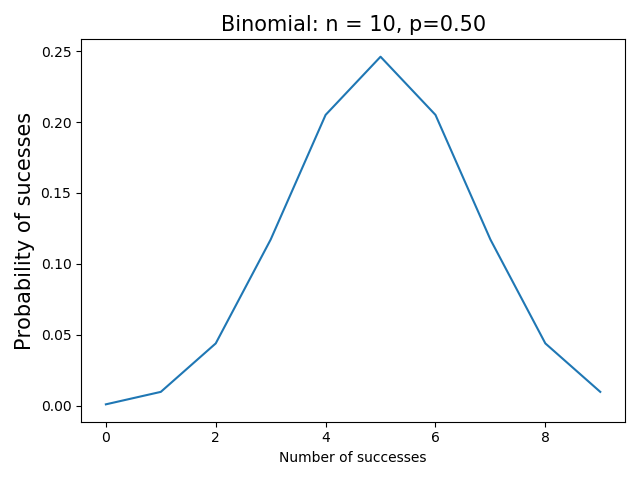 Binomial: n = 10, p=0.50
Probability of sucesses
0.25
0.20
0.15
0.10
0.05
0.00
0 2 4 6 8
Number of successes